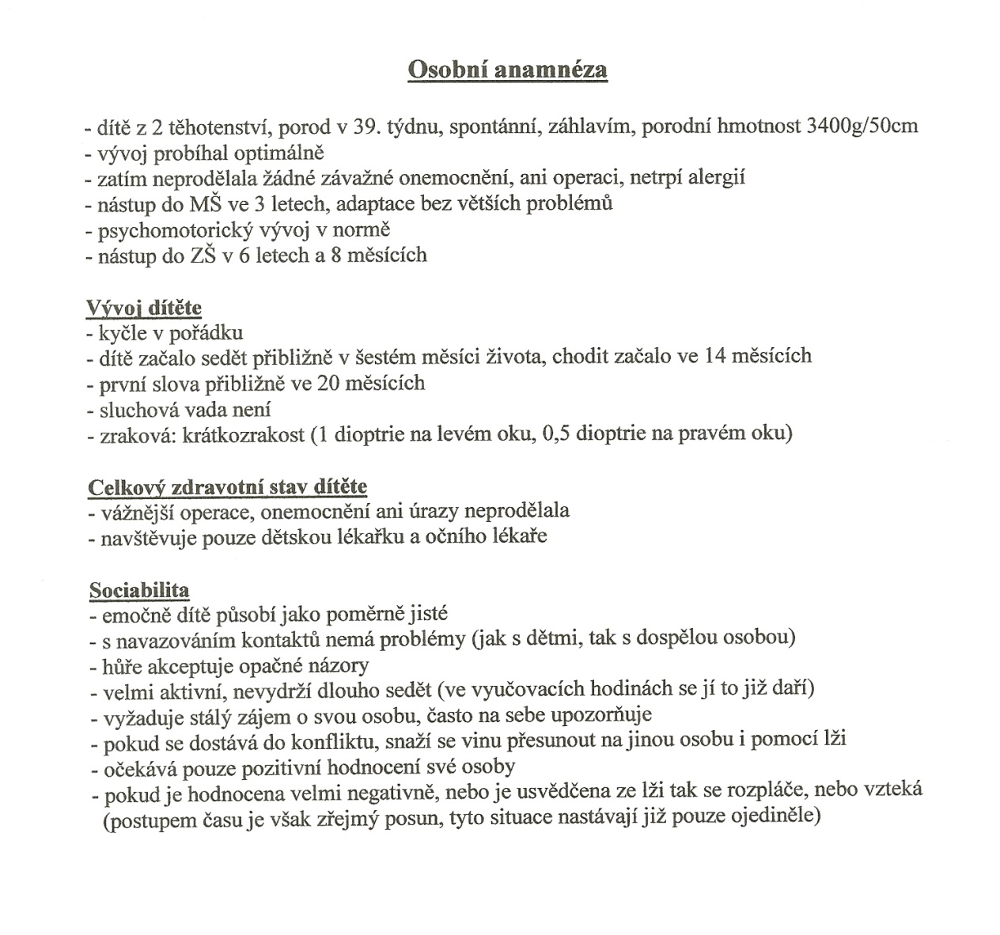 Osobní anamnéza
- dítě z 2 těhotenství, porod v 39. týdnu, spontánní, záhlavím, porodní hmotnost 3400g/50cm
- vývoj probíhal optimálně
- zatím neprodělala žádné závažné onemocnění, ani operaci, netrpí alergií
- nástup do MŠ ve 3 letech, adaptace bez větších problémů
- psychomotorický vývoj v normě
- nástup do ZŠ v 6 letech a 8 měsících
Vývoj dítěte
- kyčle v pořádku
- dítě začalo sedět přibližně v šestém měsíci života, chodit začalo ve 14 měsících
- první slova přibližně ve 20 měsících
- sluchová vada není
- zraková: krátkozrakost (1 dioptrie na levém oku, 0,5 dioptrie na pravém oku)
Celkový zdravotní stav dítěte
- vážnější operace, onemocnění ani úrazy neprodělala
- navštěvuje pouze dětskou lékařku a očního lékaře
Sociabilita
- emočně dítě působí jako poměrně jisté
- s navazováním kontaktů nemá problémy (jak s dětmi, tak s dospělou osobou)
- hůře akceptuje opačné názory
- velmi aktivní, nevydrží dlouho sedět (ve vyučovacích hodinách se jí to již daří)
- vyžaduje stálý zájem o svou osobu, často na sebe upozorňuje
- pokud se dostává do konfliktu, snaží se vinu přesunout na jinou osobu i pomocí lži
- očekává pouze pozitivní hodnocení své osoby
- pokud je hodnocena velmi negativně, nebo je usvědčena ze lži tak se rozpláče, nebo vzteká
(postupem času je však zřejmý posun, tyto situace nastávají již pouze ojediněle)